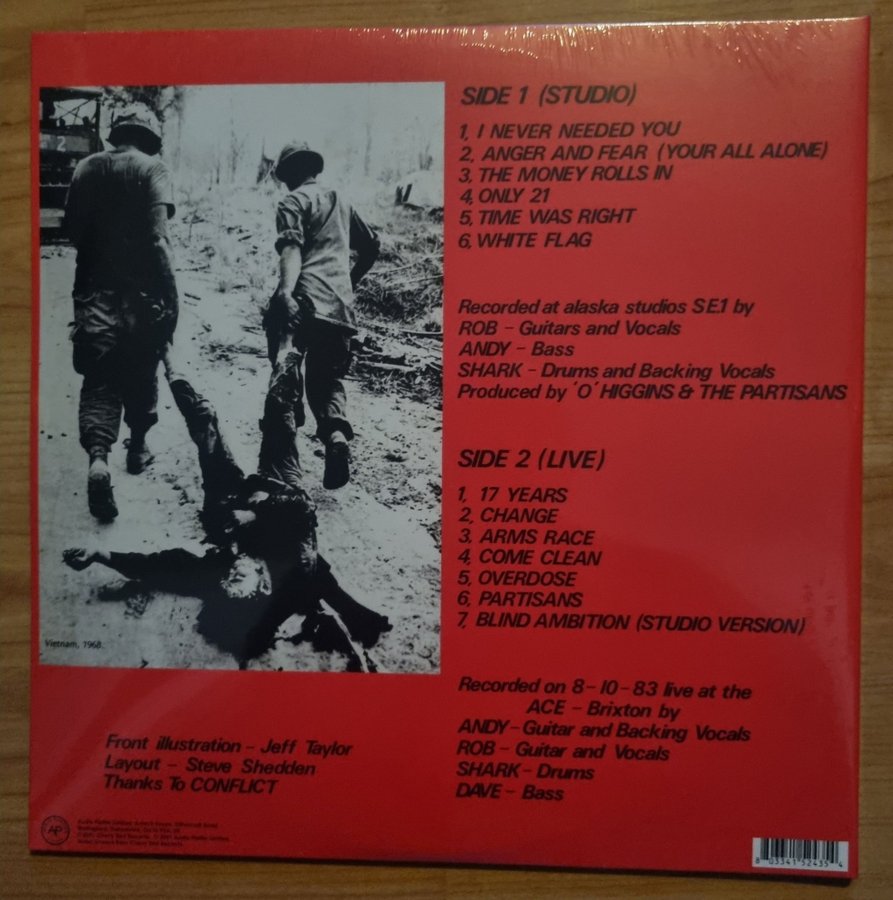 SIDE 1 (STUDIO)
1, I NEVER NEEDED YOU
2, ANGER AND FEAR (YOUR ALL ALONE)
3, THE MONEY ROLLS IN
4, ONLY 21
5, TIME WAS RIGHT
6, WHITE FLAG
Recorded at alaska studios S.E.1 by
ROB - Guitars and Vocals
ANDY - Bass
SHARK - Drums and Backing Vocals
Produced by 'O' HIGGINS & THE PARTISANS
SIDE 2 (LIVE)
1, 17 YEARS
2, CHANGE
3, ARMS RACE
4, COME CLEAN
5, OVERDOSE
6, PARTISANS
7, BLIND AMBITION (STUDIO VERSION)
Recorded on 8-10-83 live at the
ACE - Brixton by
ANDY - Guitar and Backing Vocals
ROB - Guitar and Vocals
SHARK - Drums
DAVE - Bass
Vietnam, 1968.
Front illustration - Jeff Taylor
Layout - Steve Shedden
Thanks To CONFLICT
AP
8 03341 52435 4